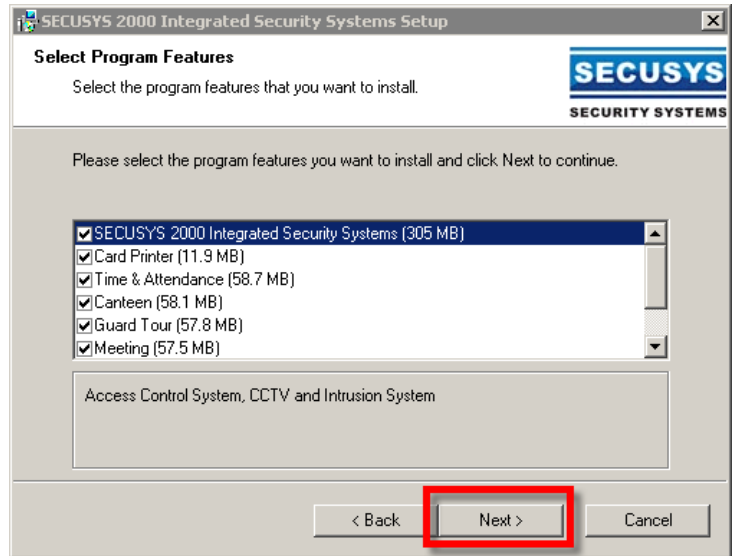 SECUSYS 2000 Integrated Security Systems Setup
Select Program Features
Select the program features that you want to install.
SECUSYS
SECURITY SYSTEMS
Please select the program features you want to install and click Next to continue.
SECUSYS 2000 Integrated Security Systems (305 MB)
Card Printer (11.9 MB)
Time & Attendance (58.7 MB)
Canteen (58.1 MB)
Guard Tour (57.8 MB)
Meeting (57.5 MB)
Access Control System, CCTV and Intrusion System
< Back
Next >
Cancel